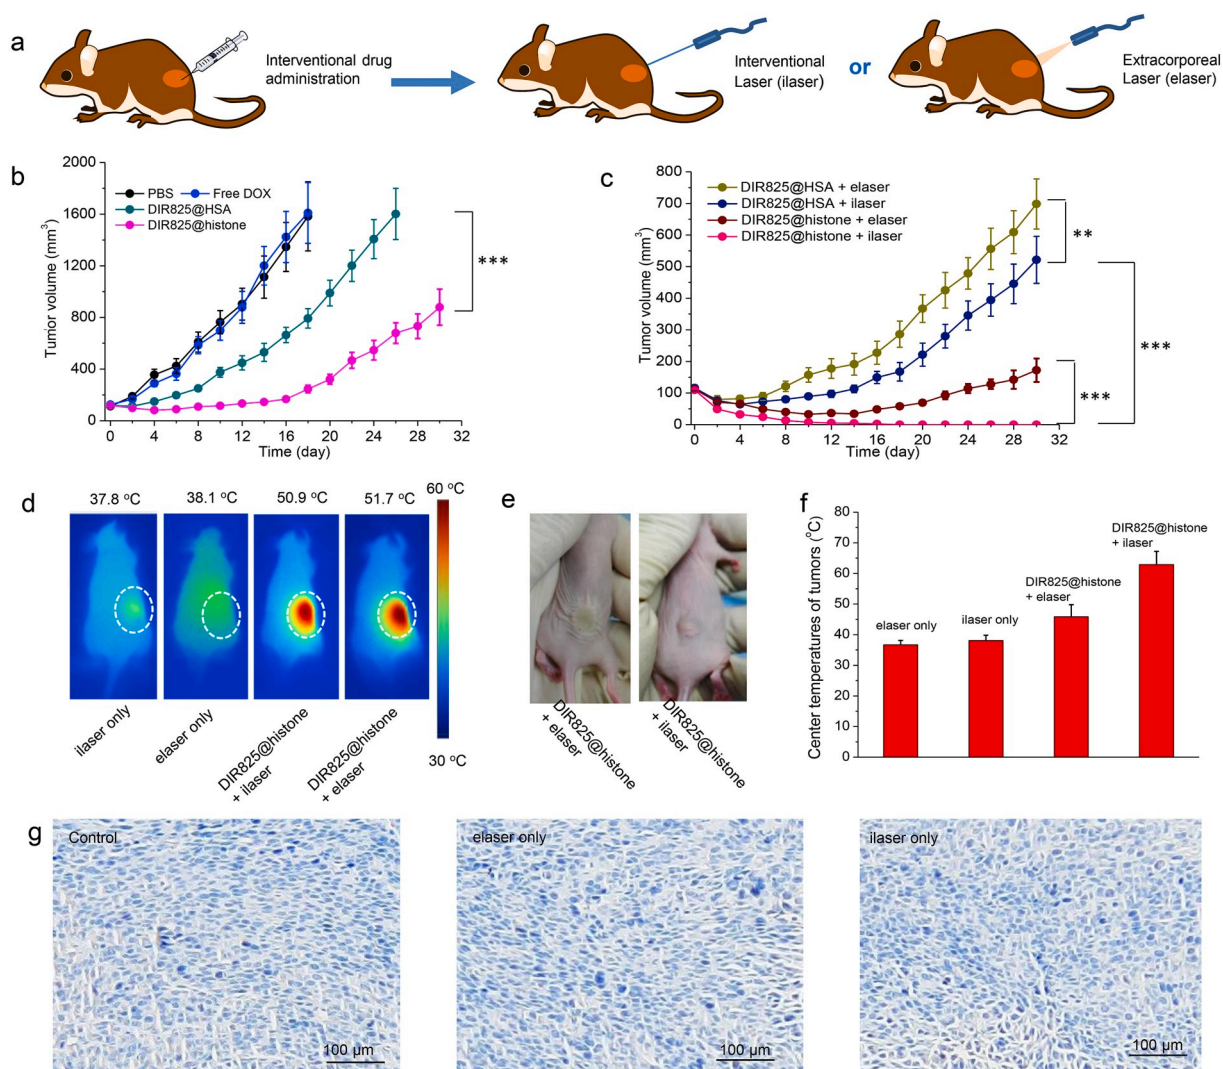 a
Interventional drug
administration
Interventional
Laser (ilaser)
or
Extracorporeal
Laser (elaser)
b
2000
1600
1200
800
400
0
Tumor volume (mm³)
PBS
Free DOX
DIR825@HSA
DIR825@histone
***
0 4 8 12 16 20 24 28 32
Time (day)
c
800
700
600
500
400
300
200
100
0
Tumor volume (mm³)
DIR825@HSA + elaser
DIR825@HSA + ilaser
DIR825@histone + elaser
DIR825@histone + ilaser
**
***
***
0 4 8 12 16 20 24 28 32
Time (day)
d
37.8 °C
38.1 °C
50.9 °C
51.7 °C
60 °C
30 °C
ilaser only
elaser only
DIR825@histone
+ ilaser
DIR825@histone
+ elaser
e
DIR825@histone
+ elaser
DIR825@histone
+ ilaser
f
80
70
60
50
40
30
20
10
0
Center temperatures of tumors (°C)
elaser only
ilaser only
DIR825@histone
+ elaser
DIR825@histone
+ ilaser
g
Control
100 µm
elaser only
100 µm
ilaser only
100 µm